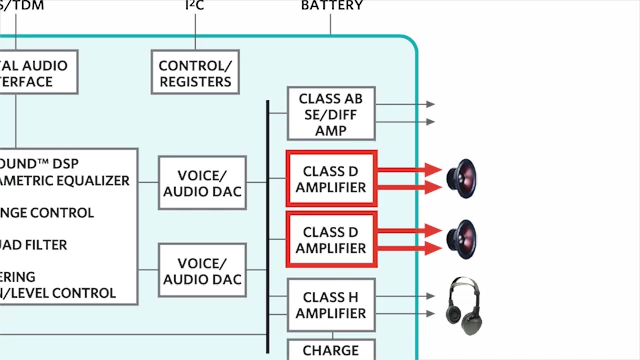 S/TDM
I²C
BATTERY
AL AUDIO
ERFACE
CONTROL/
REGISTERS
CLASS AB
SE/DIFF
AMP
OUND™ DSP
AMETRIC EQUALIZER
NGE CONTROL
UAD FILTER
ERING
N/LEVEL CONTROL
VOICE/
AUDIO DAC
VOICE/
AUDIO DAC
CLASS D
AMPLIFIER
CLASS D
AMPLIFIER
CLASS H
AMPLIFIER
CHARGE